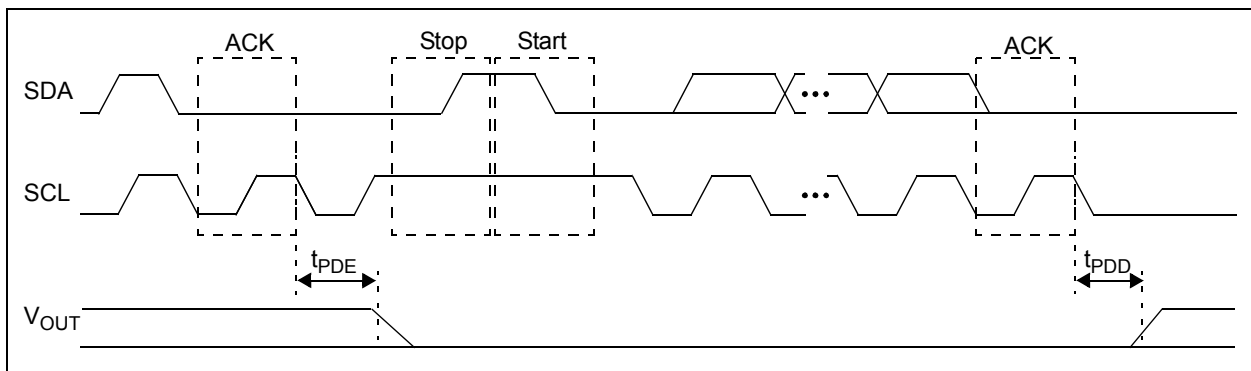 ACK Stop Start ACK
SDA ... ...
SCL ...
tPDE tPDD
VOUT